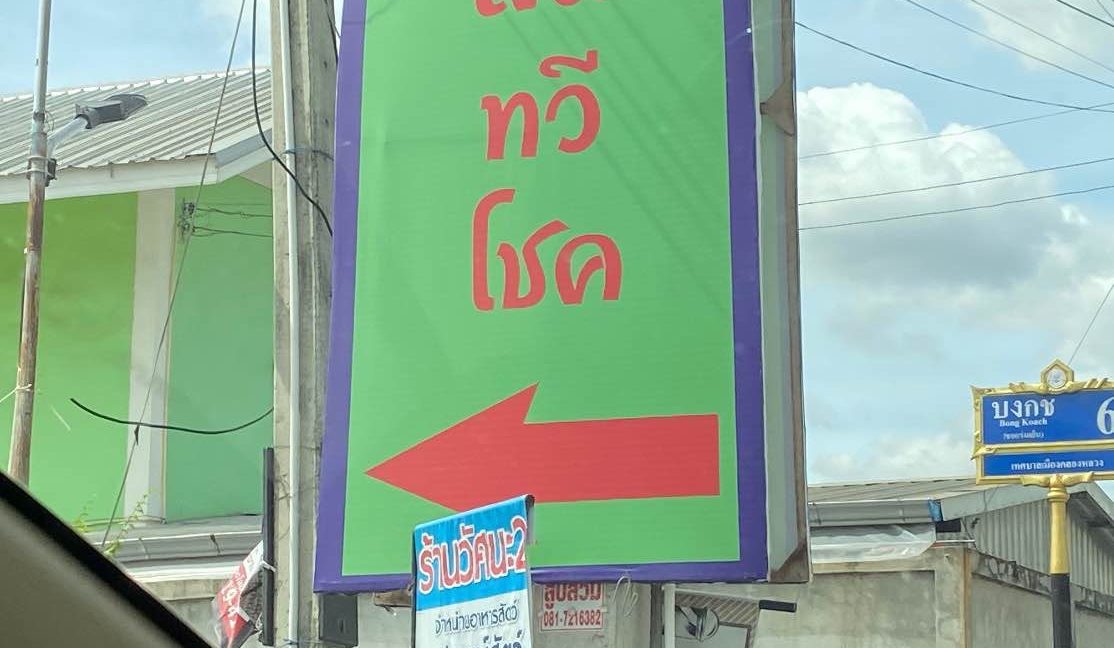 ทวี
โชค
บงกช 6
Bong Koach
เทศบาลเมืองคลองหลวง
ร้านวัศนะ2
จำหน่ายอาหารสัตว์
สูบส้วม
081-7216382